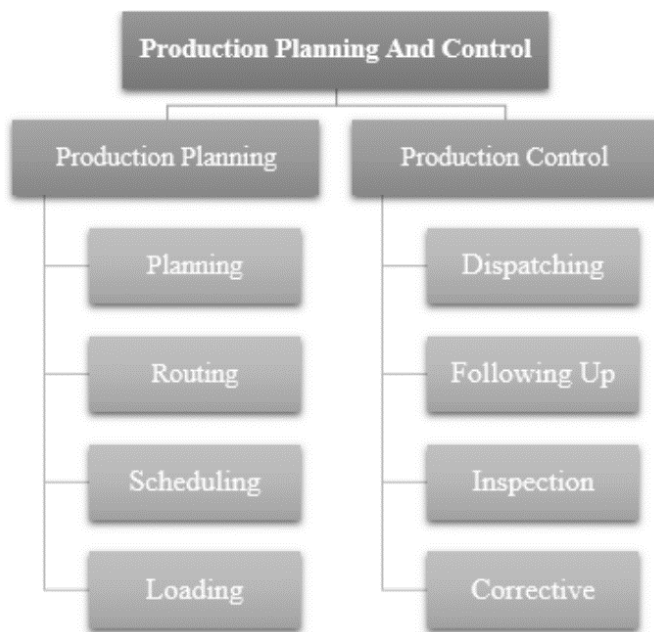 Production Planning And Control
Production Planning
Production Control
Planning
Routing
Scheduling
Loading
Dispatching
Following Up
Inspection
Corrective